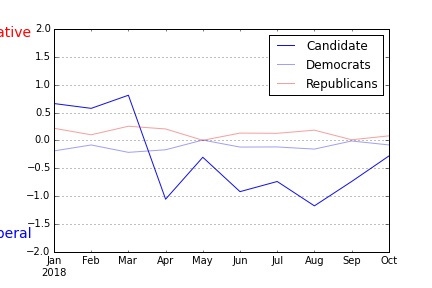 ative
2.0
1.5
1.0
0.5
0.0
−0.5
−1.0
−1.5
−2.0
Candidate
Democrats
Republicans
beral
Jan Feb Mar Apr May Jun Jul Aug Sep Oct
2018